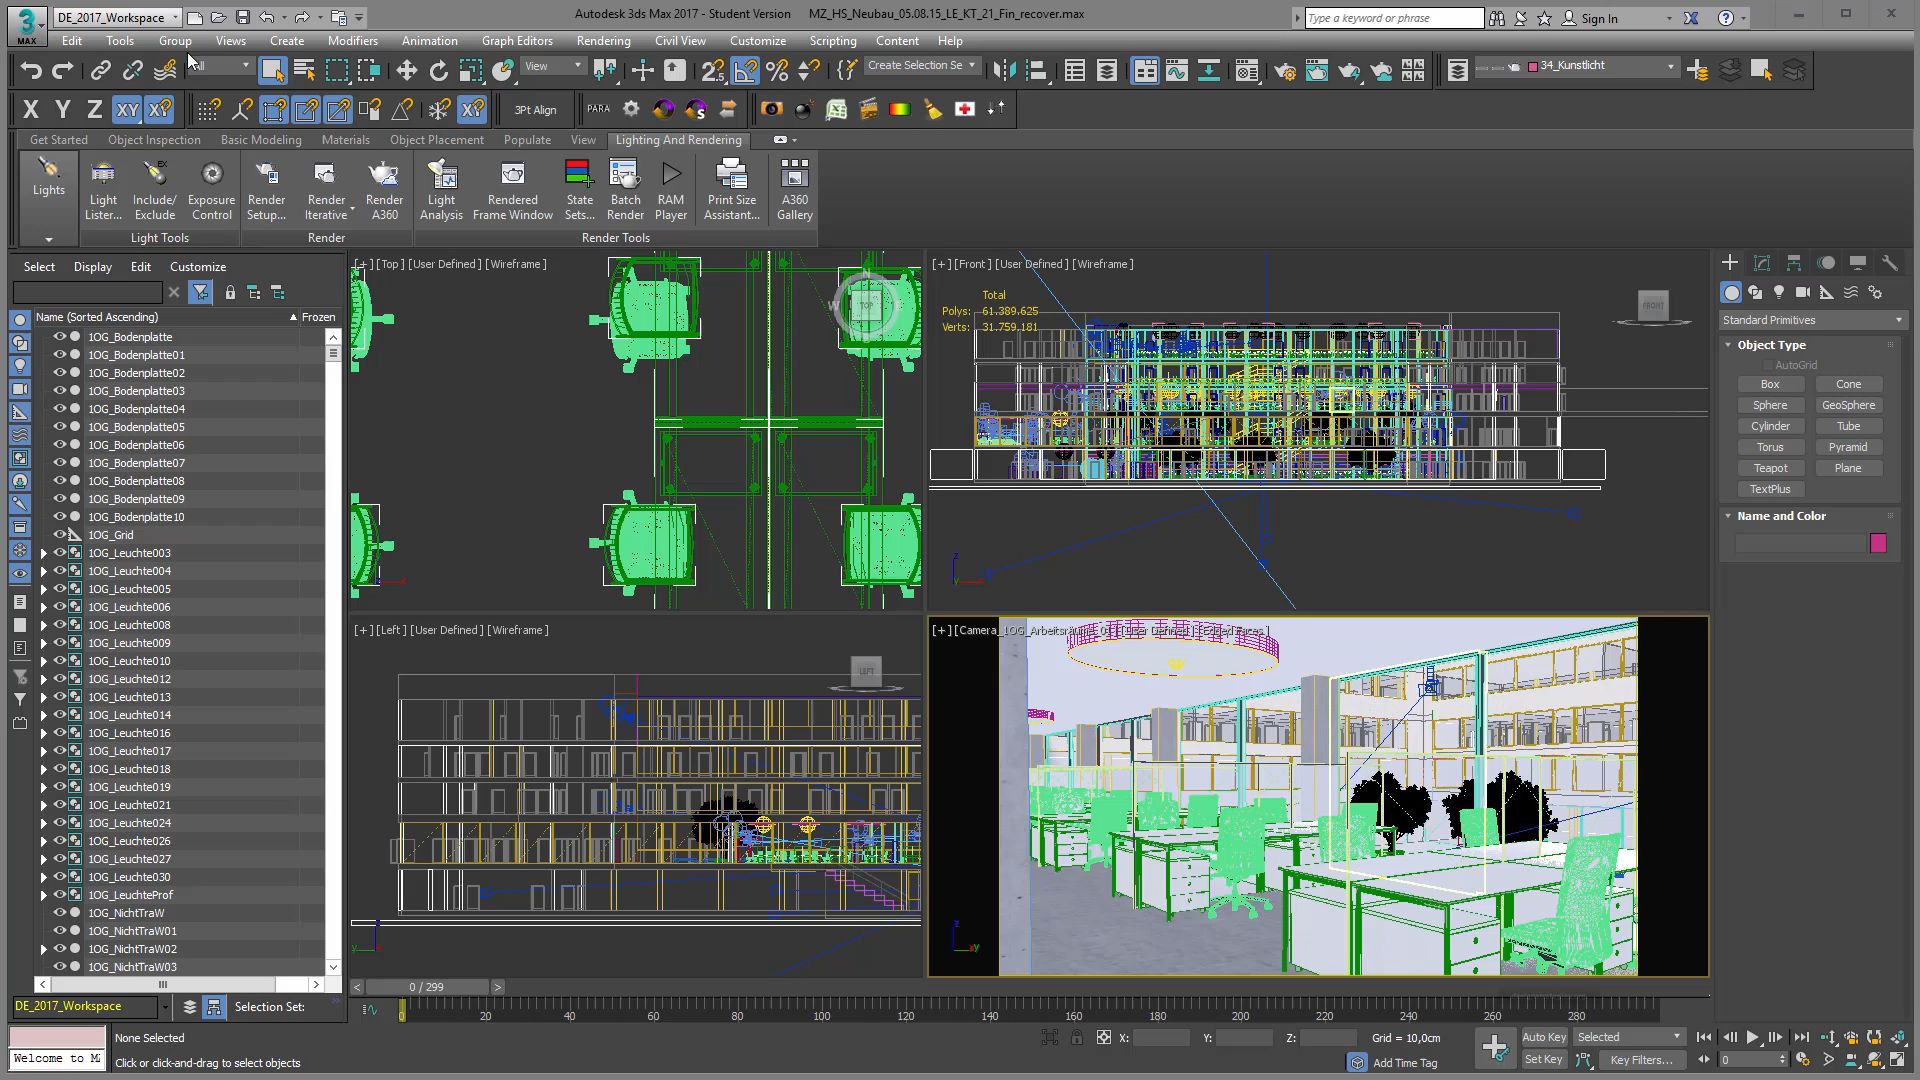 DE_2017_Workspace
Autodesk 3ds Max 2017 - Student Version MZ_HS_Neubau_05.08.15_LE_KT_21_Fin_recover.max
Type a keyword or phrase
Sign In
MAX
Edit Tools Group Views Create Modifiers Animation Graph Editors Rendering Civil View Customize Scripting Content Help
View
Create Selection Se
34_Kunstlicht
X Y Z XY
3Pt Align
PARA
Get Started Object Inspection Basic Modeling Materials Object Placement Populate View Lighting And Rendering
Lights
Light Lister...
Include/ Exclude
Exposure Control
Render Setup...
Render Iterative
Render A360
Light Analysis
Rendered Frame Window
State Sets...
Batch Render
RAM Player
Print Size Assistant...
A360 Gallery
Light Tools
Render
Render Tools
Select Display Edit Customize
Name (Sorted Ascending) Frozen
1OG_Bodenplatte
1OG_Bodenplatte01
1OG_Bodenplatte02
1OG_Bodenplatte03
1OG_Bodenplatte04
1OG_Bodenplatte05
1OG_Bodenplatte06
1OG_Bodenplatte07
1OG_Bodenplatte08
1OG_Bodenplatte09
1OG_Bodenplatte10
1OG_Grid
1OG_Leuchte003
1OG_Leuchte004
1OG_Leuchte005
1OG_Leuchte006
1OG_Leuchte008
1OG_Leuchte009
1OG_Leuchte010
1OG_Leuchte012
1OG_Leuchte013
1OG_Leuchte014
1OG_Leuchte016
1OG_Leuchte017
1OG_Leuchte018
1OG_Leuchte019
1OG_Leuchte021
1OG_Leuchte024
1OG_Leuchte026
1OG_Leuchte027
1OG_Leuchte030
1OG_LeuchteProf
1OG_NichtTraW
1OG_NichtTraW01
1OG_NichtTraW02
1OG_NichtTraW03
[+] [Top] [User Defined] [Wireframe]
N
W
TOP
[+] [Front] [User Defined] [Wireframe]
Total
Polys: 61.389.625
Verts: 31.759.181
FRONT
[+] [Left] [User Defined] [Wireframe]
LEFT
Standard Primitives
Object Type
AutoGrid
Box Cone
Sphere GeoSphere
Cylinder Tube
Torus Pyramid
Teapot Plane
TextPlus
Name and Color
0 / 299
DE_2017_Workspace
Selection Set:
0 20 40 60 80 100 120 140 160 180 200 220 240 260 280
None Selected
X: Y: Z: Grid = 10,0cm
Auto Key Selected
Welcome to
Click or click-and-drag to select objects
Add Time Tag
Set Key Key Filters...
0